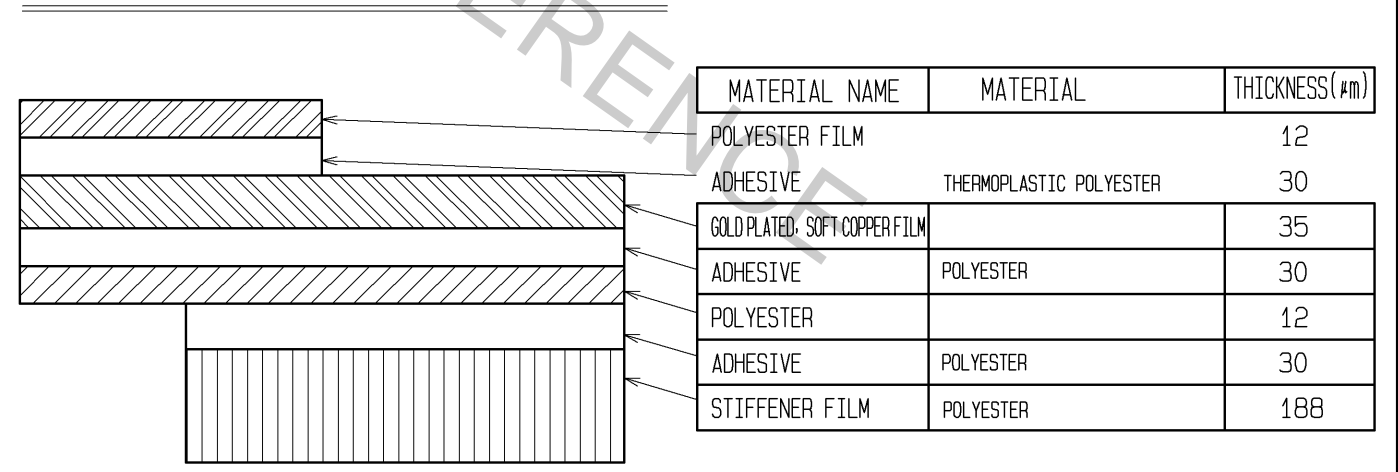 ERENCE
MATERIAL NAME MATERIAL THICKNESS(μm)
POLYESTER FILM 12
ADHESIVE THERMOPLASTIC POLYESTER 30
GOLD PLATED, SOFT COPPER FILM 35
ADHESIVE POLYESTER 30
POLYESTER 12
ADHESIVE POLYESTER 30
STIFFENER FILM POLYESTER 188